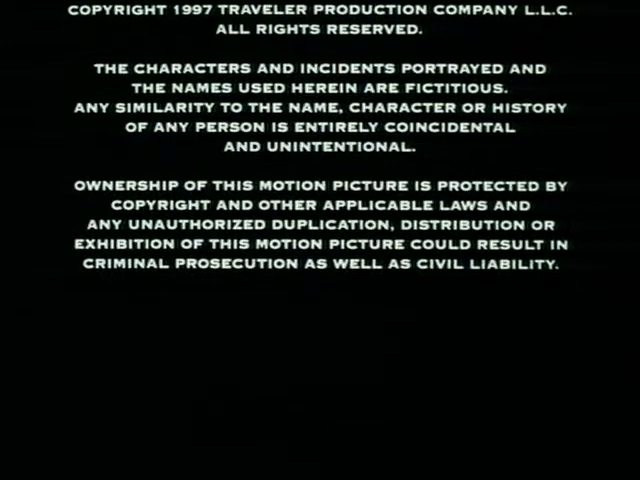 COPYRIGHT 1997 TRAVELER PRODUCTION COMPANY L.L.C.
ALL RIGHTS RESERVED.
THE CHARACTERS AND INCIDENTS PORTRAYED AND
THE NAMES USED HEREIN ARE FICTITIOUS.
ANY SIMILARITY TO THE NAME, CHARACTER OR HISTORY
OF ANY PERSON IS ENTIRELY COINCIDENTAL
AND UNINTENTIONAL.
OWNERSHIP OF THIS MOTION PICTURE IS PROTECTED BY
COPYRIGHT AND OTHER APPLICABLE LAWS AND
ANY UNAUTHORIZED DUPLICATION, DISTRIBUTION OR
EXHIBITION OF THIS MOTION PICTURE COULD RESULT IN
CRIMINAL PROSECUTION AS WELL AS CIVIL LIABILITY.